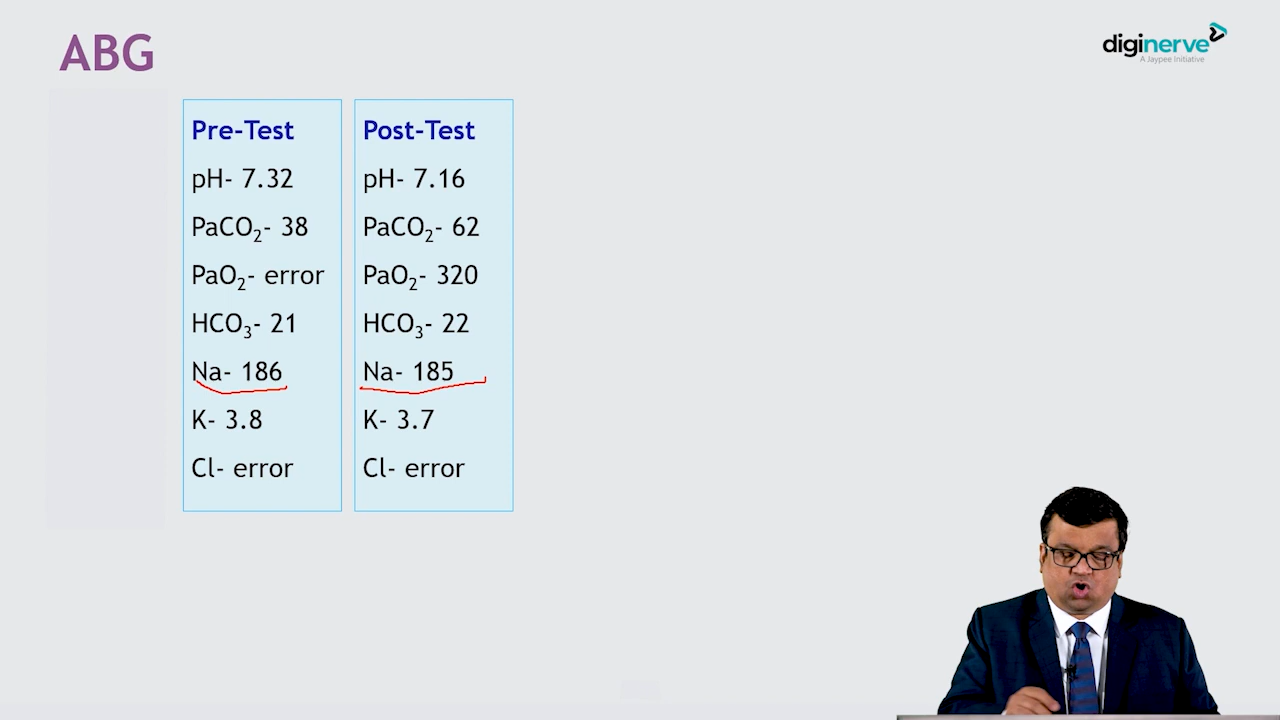 ABG
diginerve
A Jaypee Initiative
Pre-Test
pH- 7.32
PaCO₂- 38
PaO₂- error
HCO₃- 21
Na- 186
K- 3.8
Cl- error
Post-Test
pH- 7.16
PaCO₂- 62
PaO₂- 320
HCO₃- 22
Na- 185
K- 3.7
Cl- error